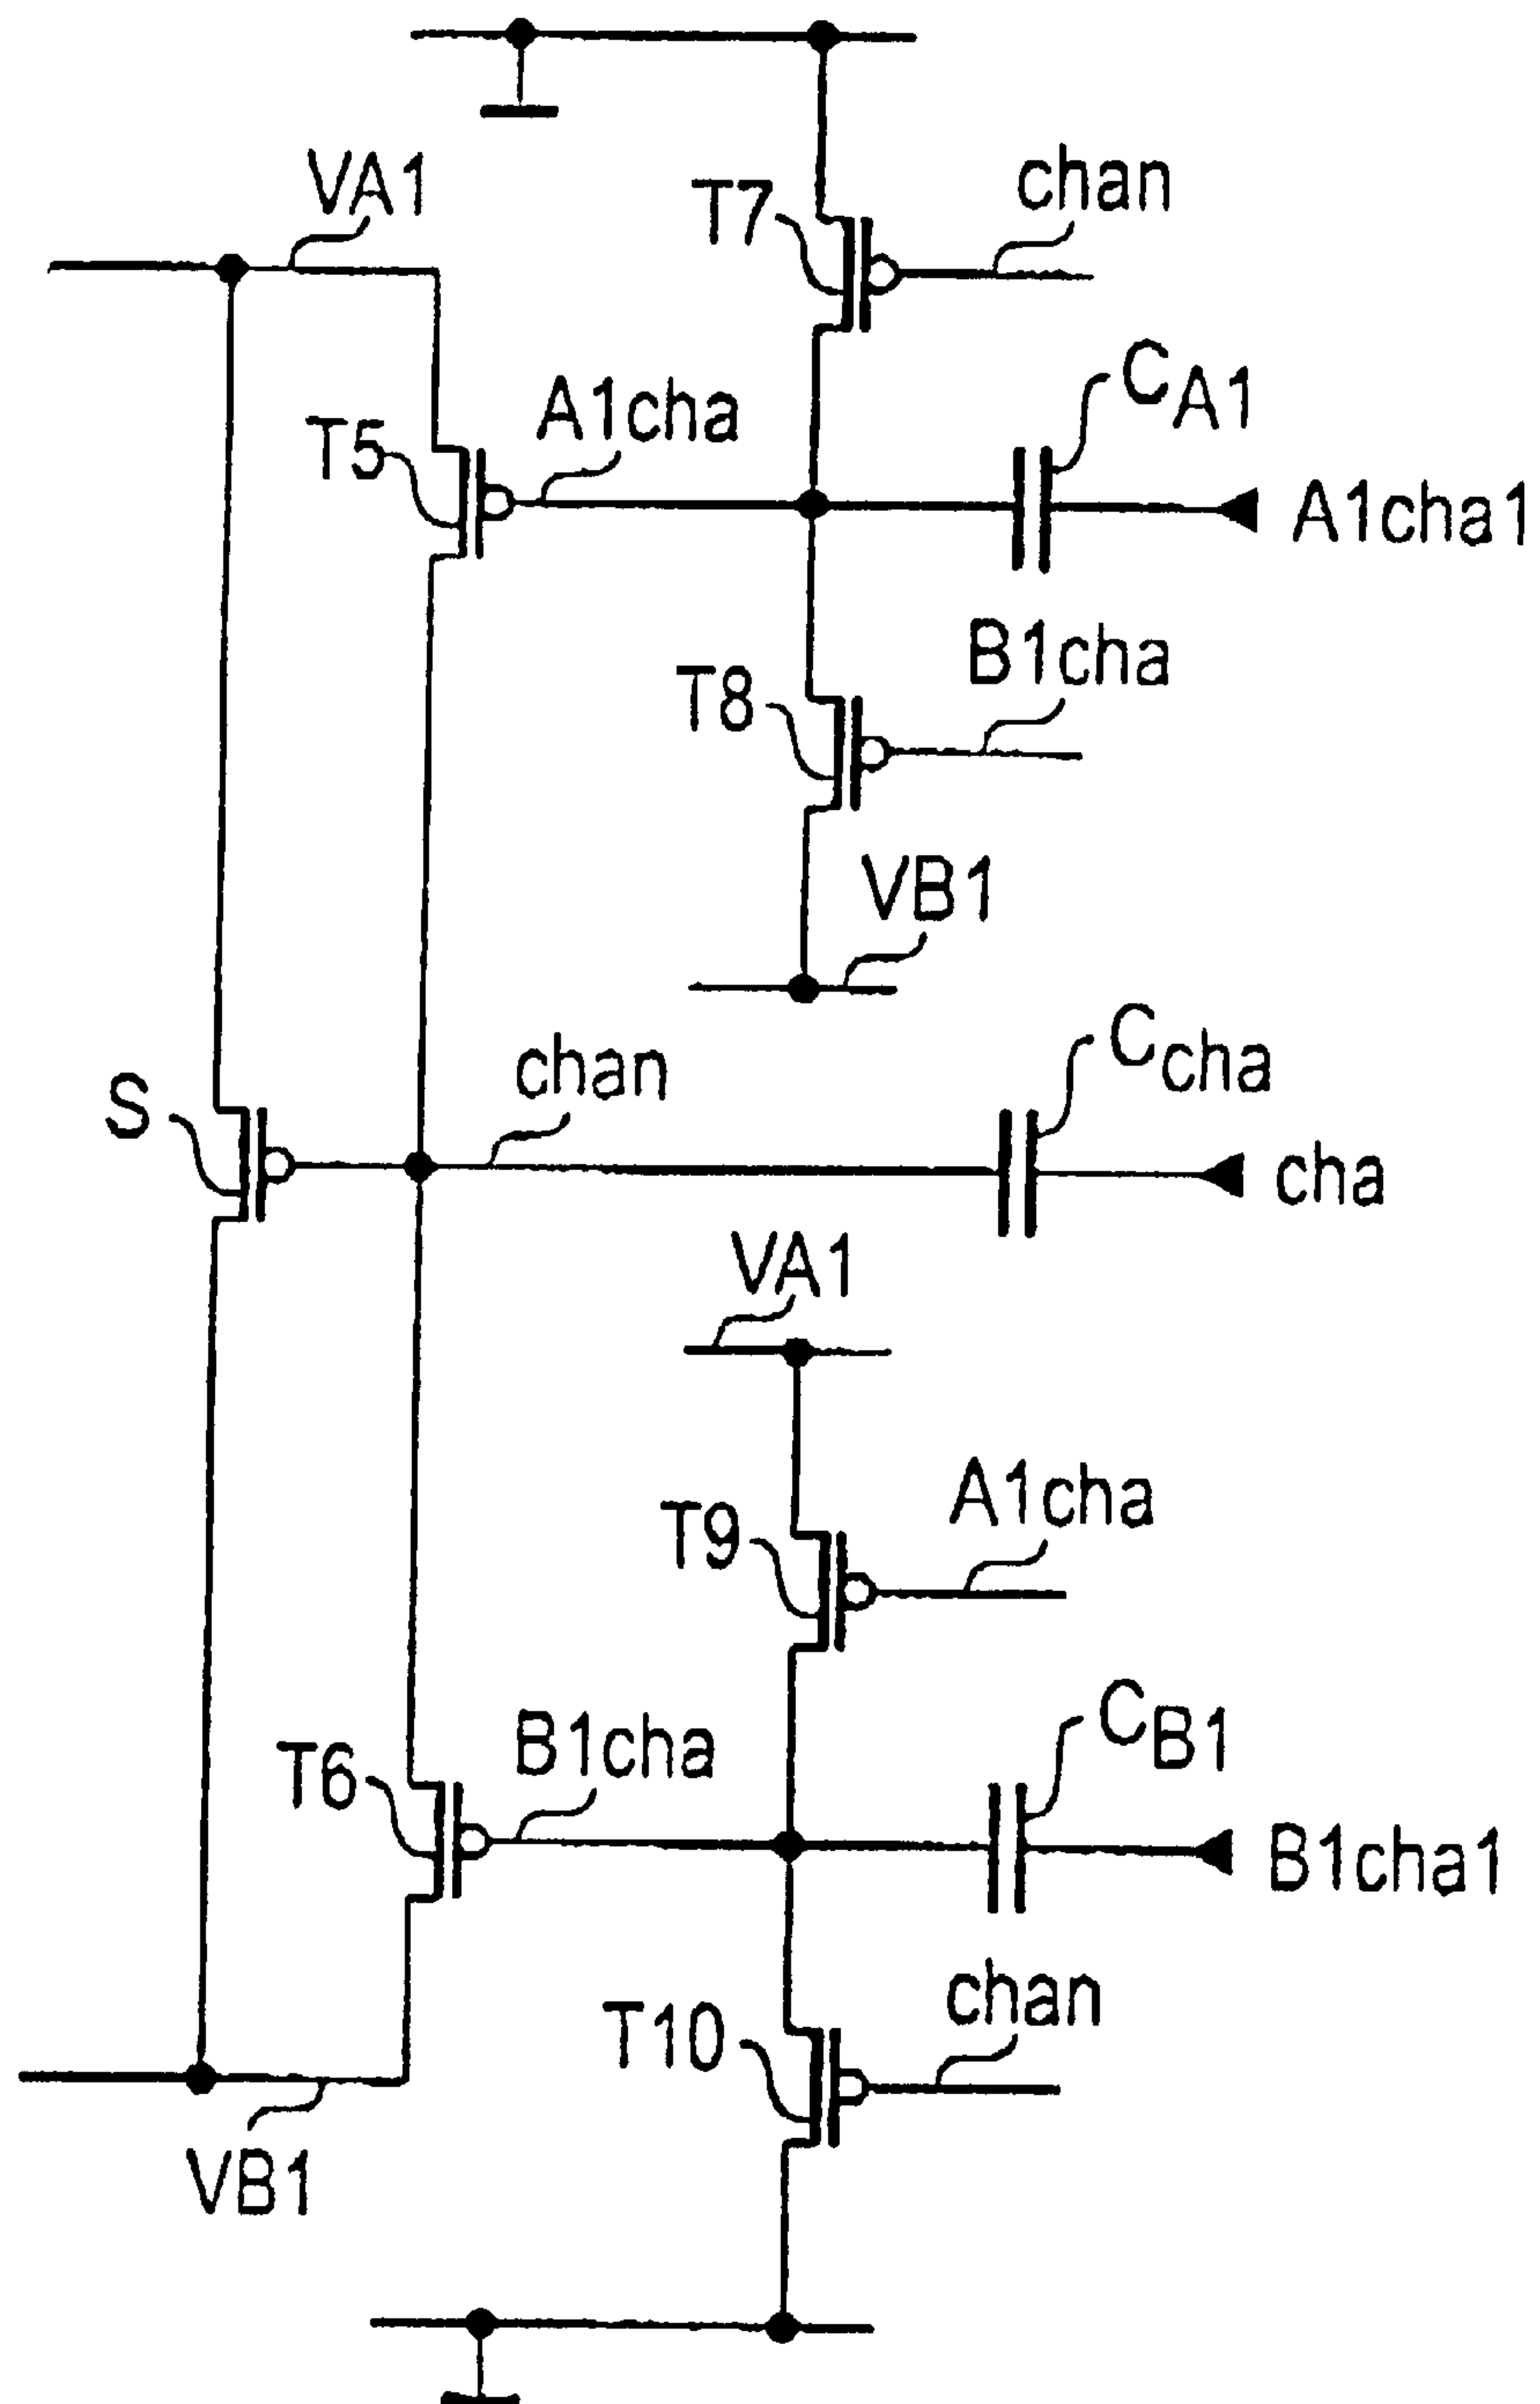 VA1
T7
chan
T5
A1cha
CA1
A1cha1
T8
B1cha
VB1
S
chan
Ccha
cha
VA1
T9
A1cha
T6
B1cha
CB1
B1cha1
T10
chan
VB1